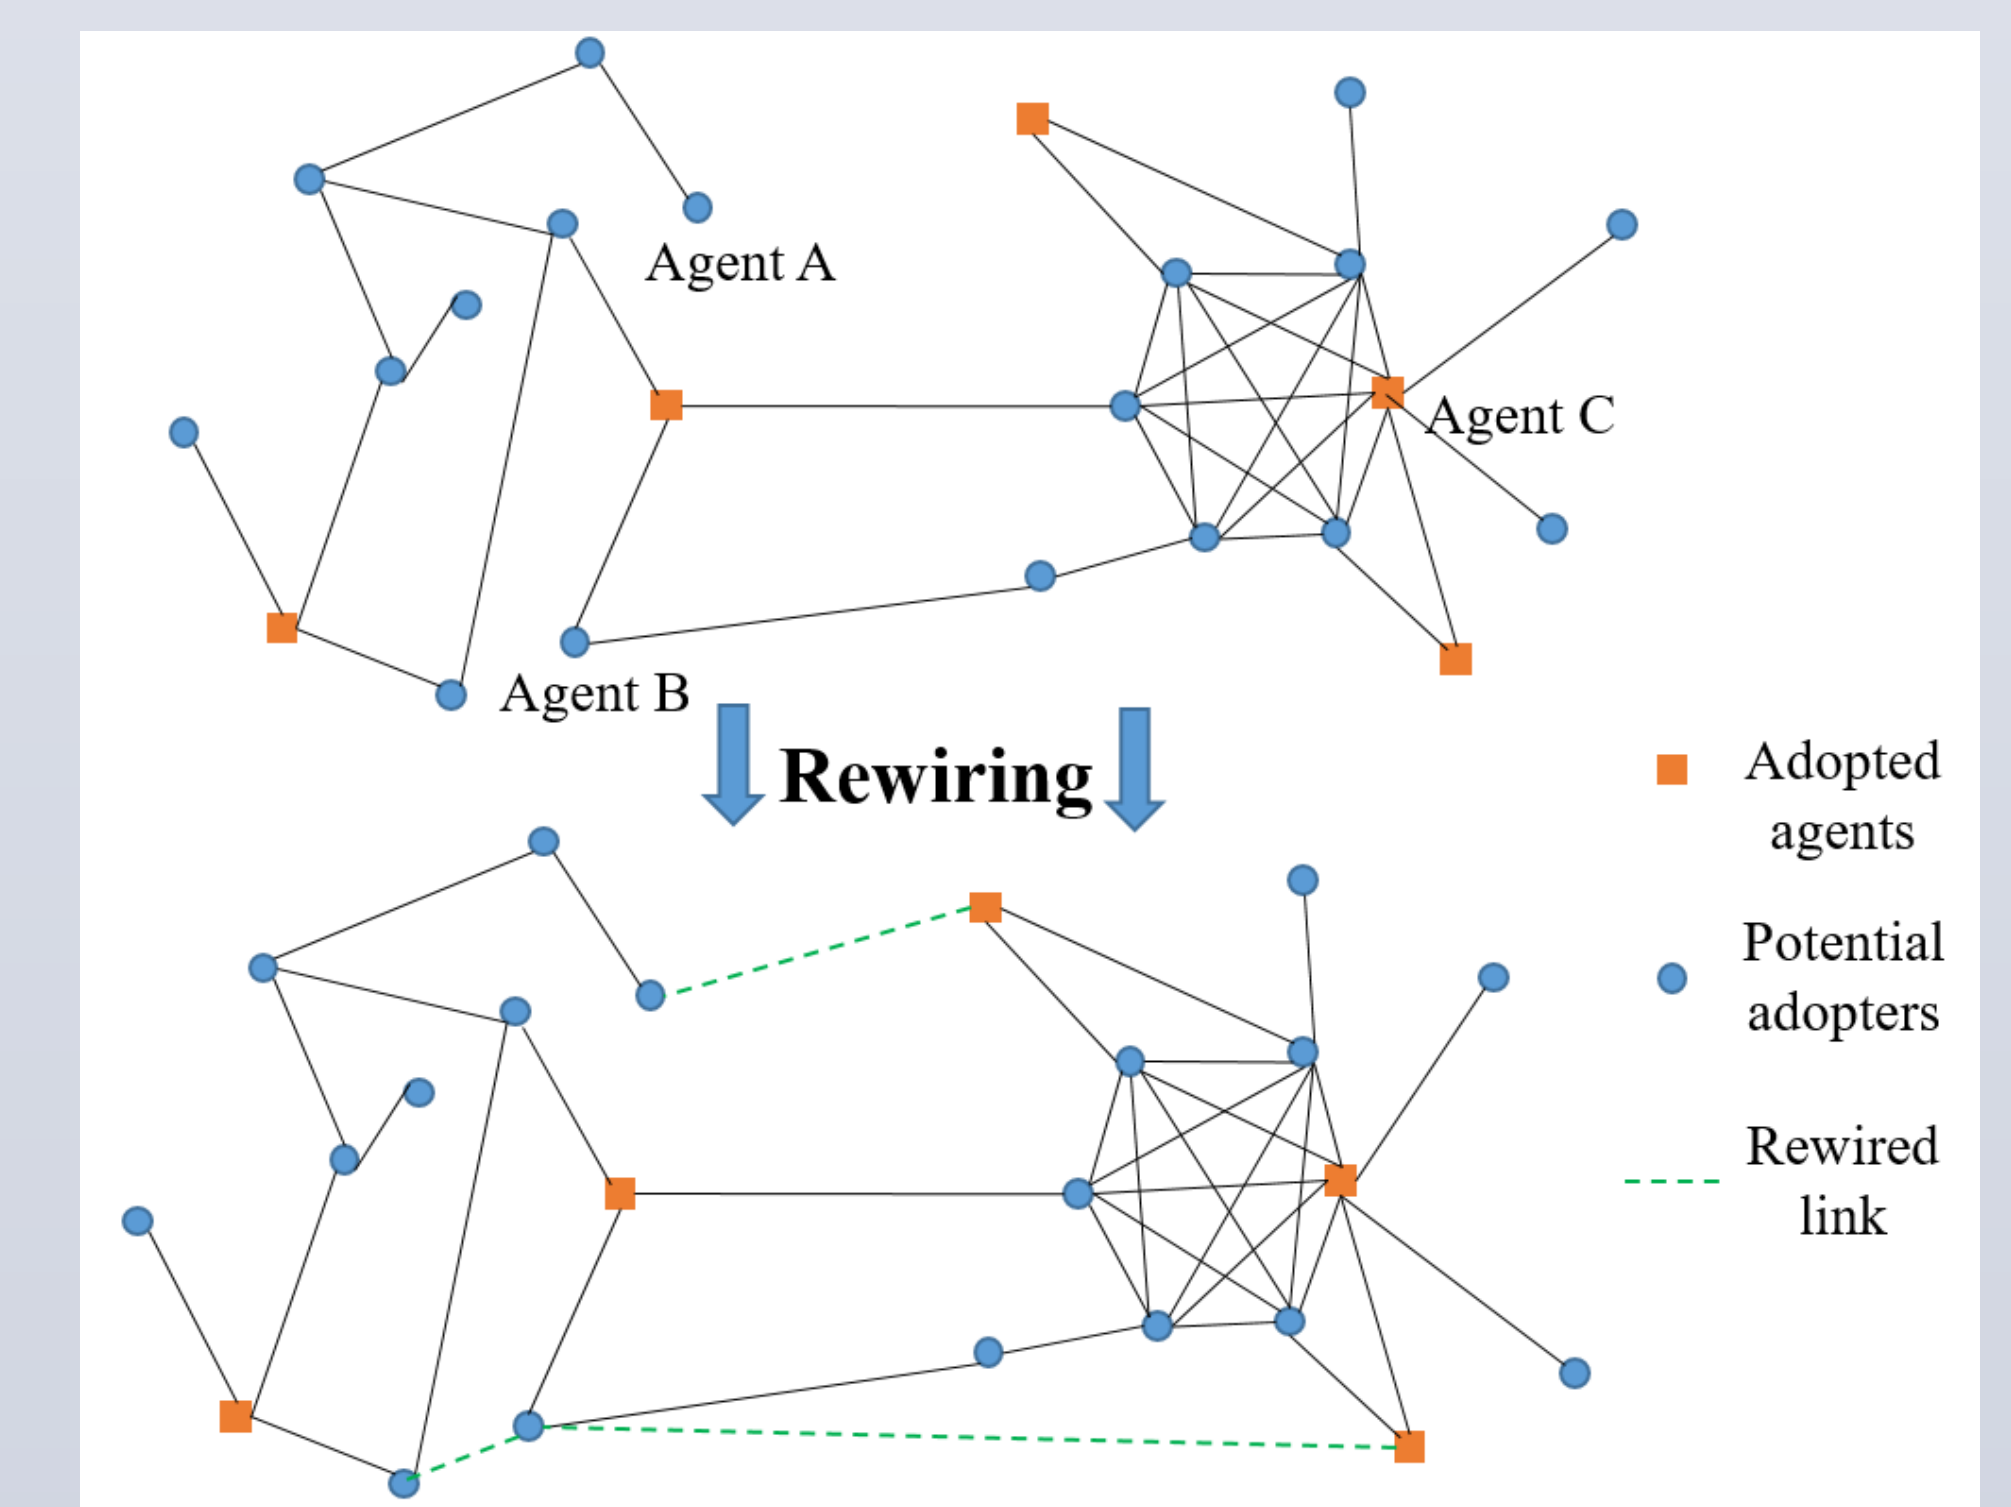 Agent A
Agent C
Agent B
Rewiring
Adopted
agents
Potential
adopters
Rewired
link